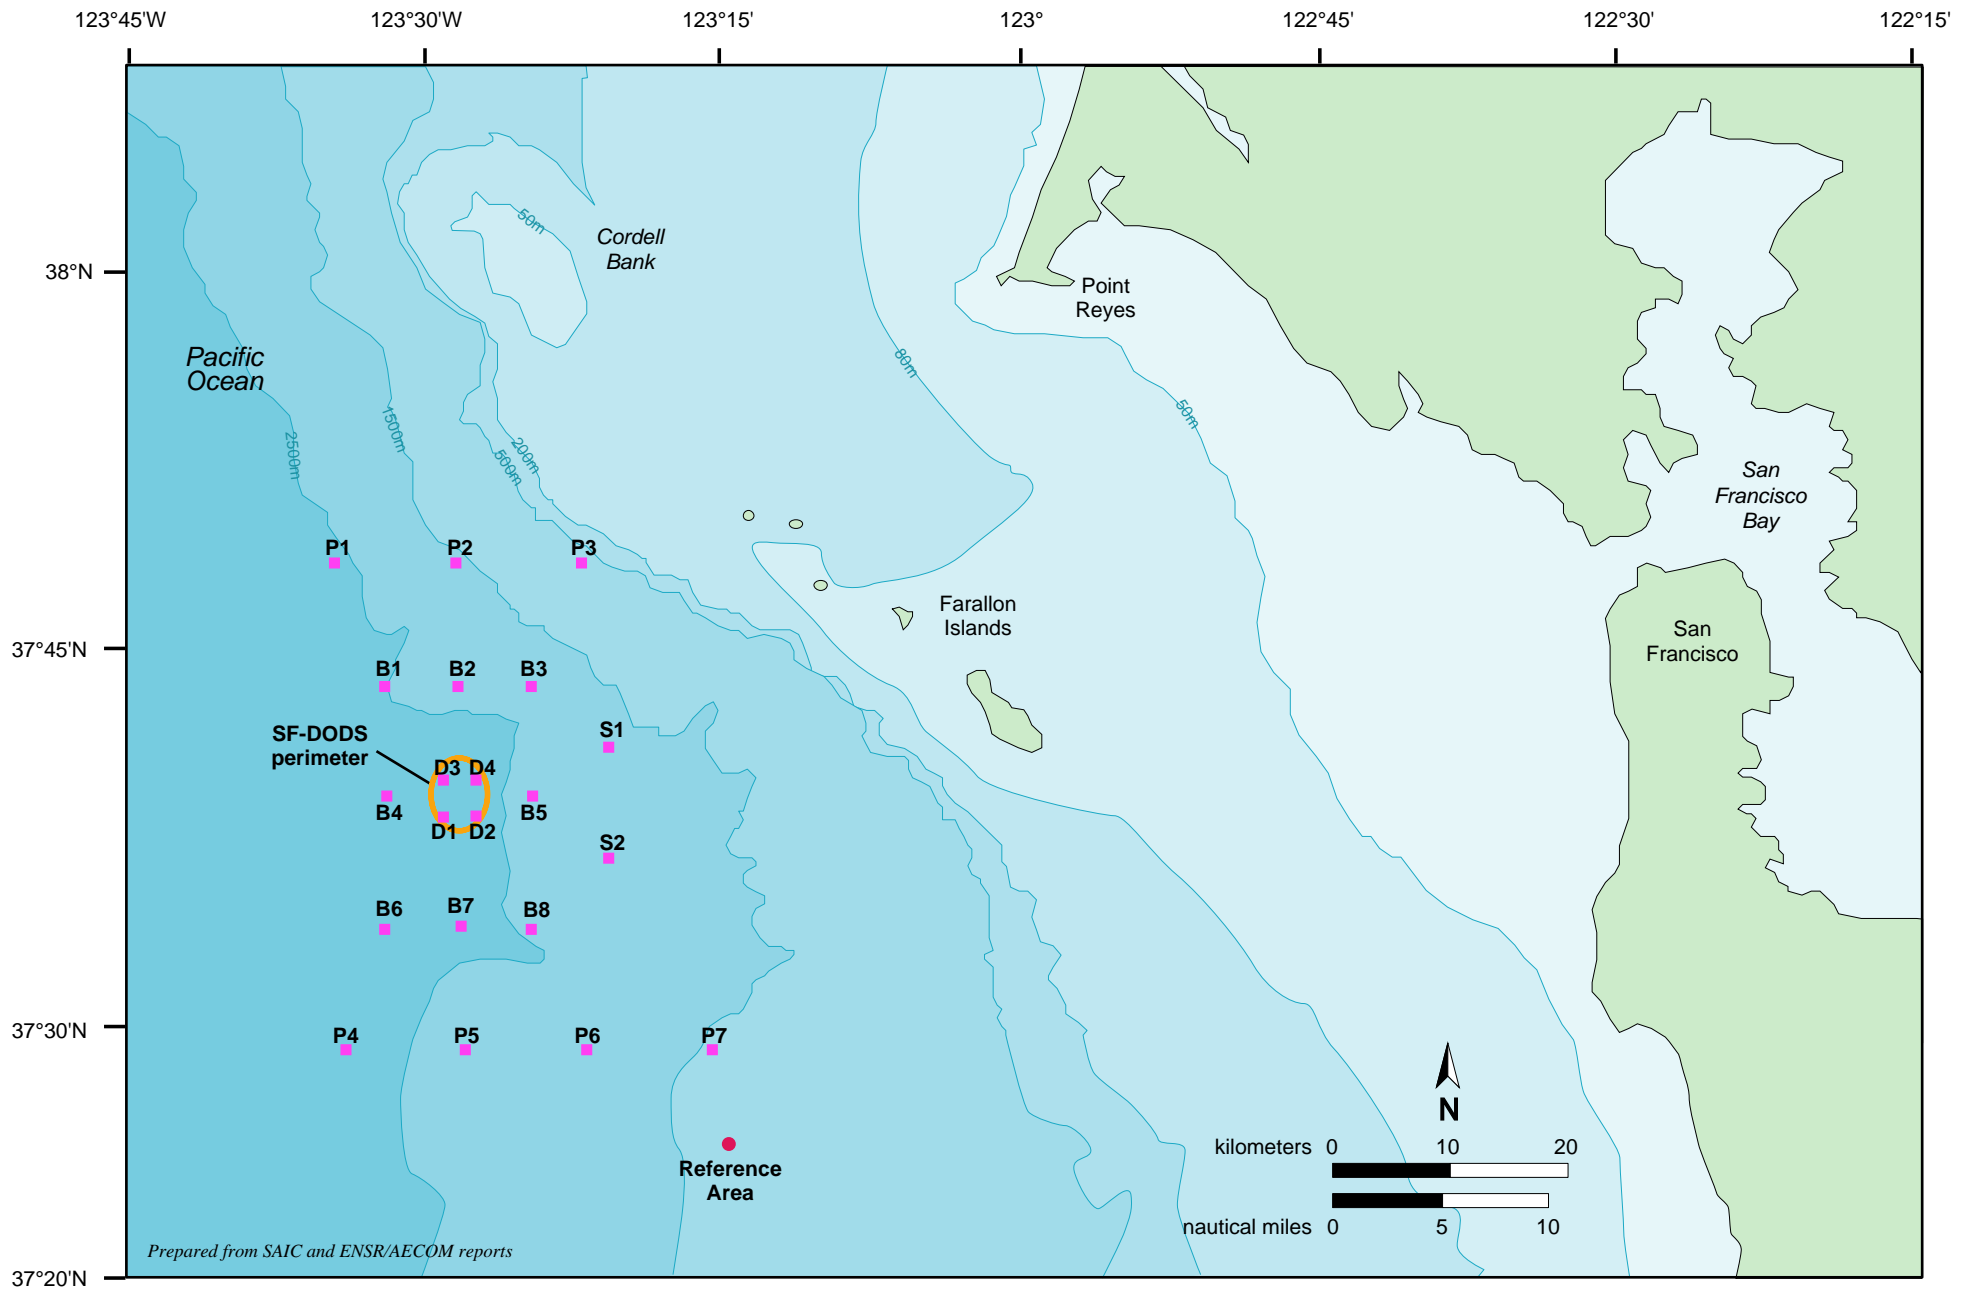 123°45'W
123°30'W
123°15'
123°
122°45'
122°30'
122°15'
38°N
37°45'N
37°30'N
37°20'N
50m
Cordell
Bank
Point
Reyes
Pacific
Ocean
80m
50m
1500m
2500m
200m
500m
San
Francisco
Bay
P1
P2
P3
Farallon
Islands
San
Francisco
B1
B2
B3
SF-DODS
perimeter
S1
D3
D4
B4
B5
D1
D2
S2
B6
B7
B8
P4
P5
P6
P7
N
Reference
Area
kilometers 0 10 20
nautical miles 0 5 10
Prepared from SAIC and ENSR/AECOM reports